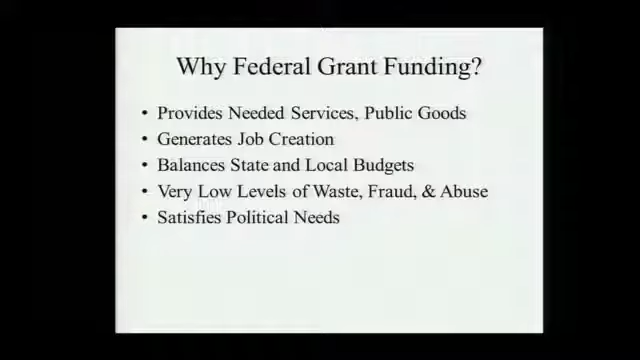 Why Federal Grant Funding?
• Provides Needed Services, Public Goods
• Generates Job Creation
• Balances State and Local Budgets
• Very Low Levels of Waste, Fraud, & Abuse
• Satisfies Political Needs